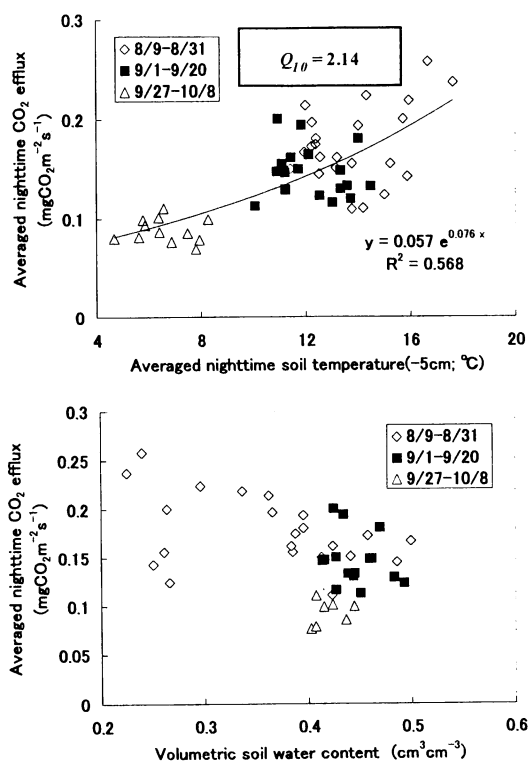 Averaged nighttime CO₂ efflux
(mgCO₂m⁻²s⁻¹)
0.3
0.2
0.1
0
8/9-8/31
9/1-9/20
9/27-10/8
Q₁₀ = 2.14
y = 0.057 e^0.076 x
R² = 0.568
4 8 12 16 20
Averaged nighttime soil temperature(-5cm; °C)
Averaged nighttime CO₂ efflux
(mgCO₂m⁻²s⁻¹)
0.3
0.25
0.2
0.15
0.1
0.05
0
8/9-8/31
9/1-9/20
9/27-10/8
0.2 0.3 0.4 0.5 0.6
Volumetric soil water content (cm³cm⁻³)